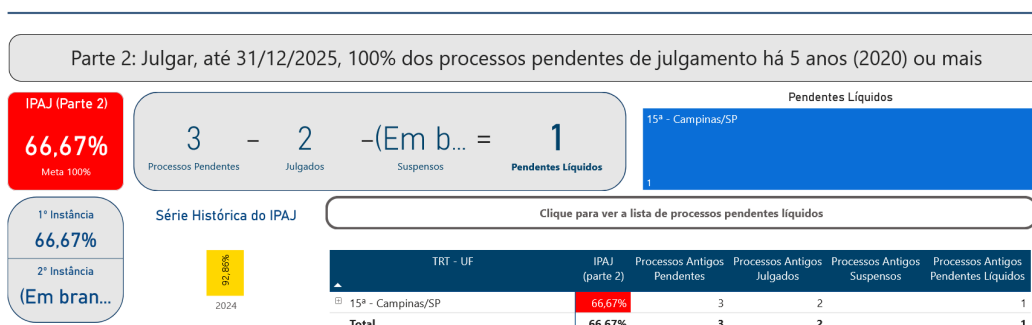 Parte 2: Julgar, até 31/12/2025, 100% dos processos pendentes de julgamento há 5 anos (2020) ou mais
IPAJ (Parte 2)
66,67%
Meta 100%
3 - 2 -(Em b... = 1
Processos Pendentes Julgados Suspensos Pendentes Líquidos
Pendentes Líquidos
15ª - Campinas/SP
1
1ª Instância
66,67%
2ª Instância
(Em bran...
Série Histórica do IPAJ
92,86%
2024
Clique para ver a lista de processos pendentes líquidos
TRT - UF IPAJ (parte 2) Processos Antigos Pendentes Processos Antigos Julgados Processos Antigos Suspensos Processos Antigos Pendentes Líquidos
15ª - Campinas/SP 66,67% 3 2 1
Total 66,67% 3 2 1